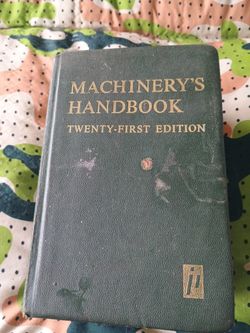 MACHINERY'S
HANDBOOK
TWENTY-FIRST EDITION